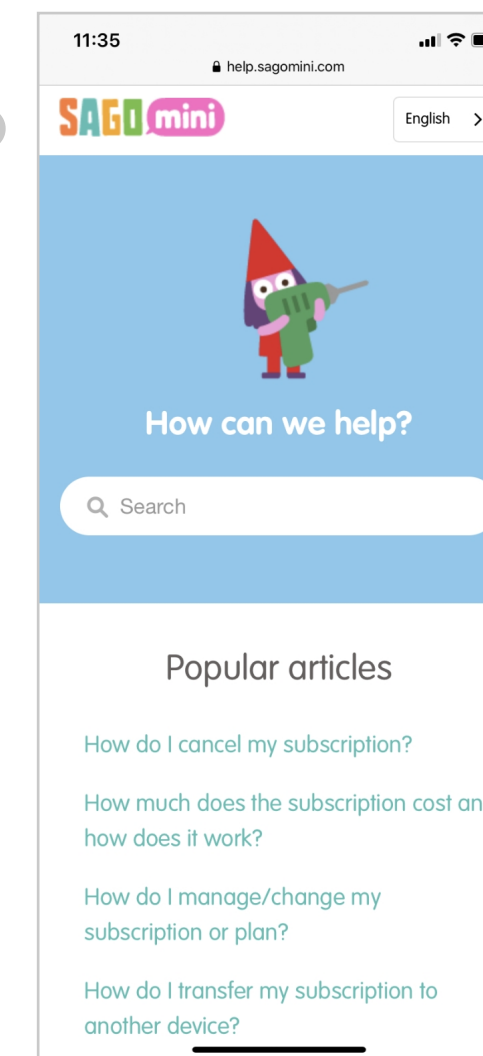 11:35
help.sagomini.com
SAGO mini
English
How can we help?
Search
Popular articles
How do I cancel my subscription?
How much does the subscription cost an
how does it work?
How do I manage/change my
subscription or plan?
How do I transfer my subscription to
another device?